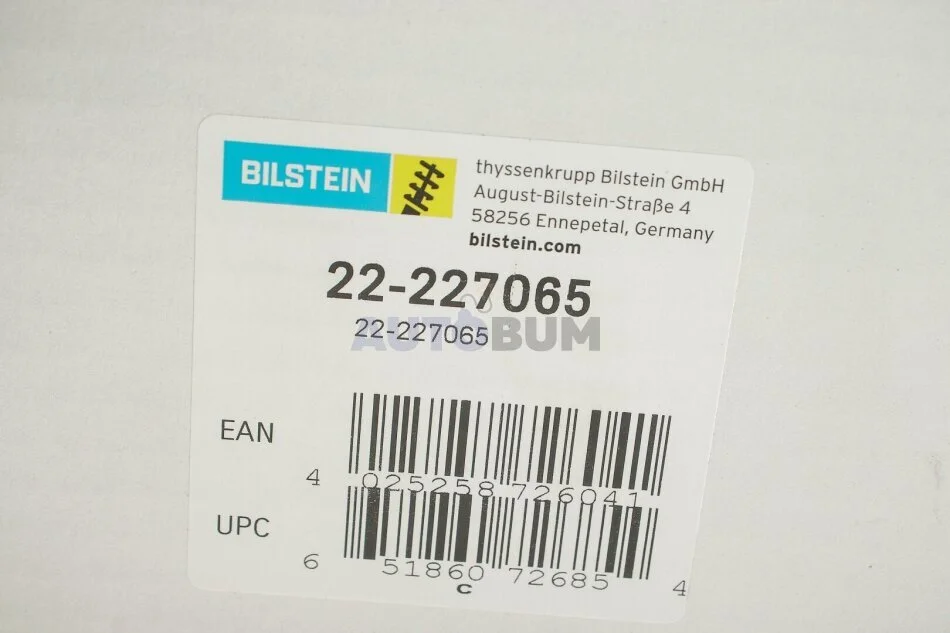 BILSTEIN
thyssenkrupp Bilstein GmbH
August-Bilstein-Straße 4
58256 Ennepetal, Germany
bilstein.com
22-227065
22-227065
AUTOBUM
EAN
4 025258 726041
UPC
6 51860 72685 4
C